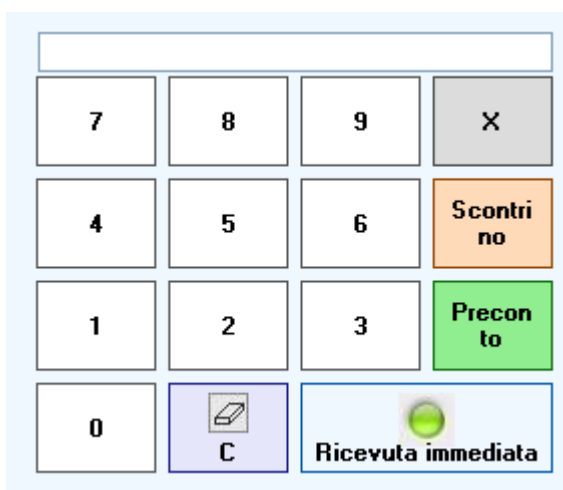 7 8 9 X
4 5 6 Scontri
no
1 2 3 Precon
to
0 C Ricevuta immediata